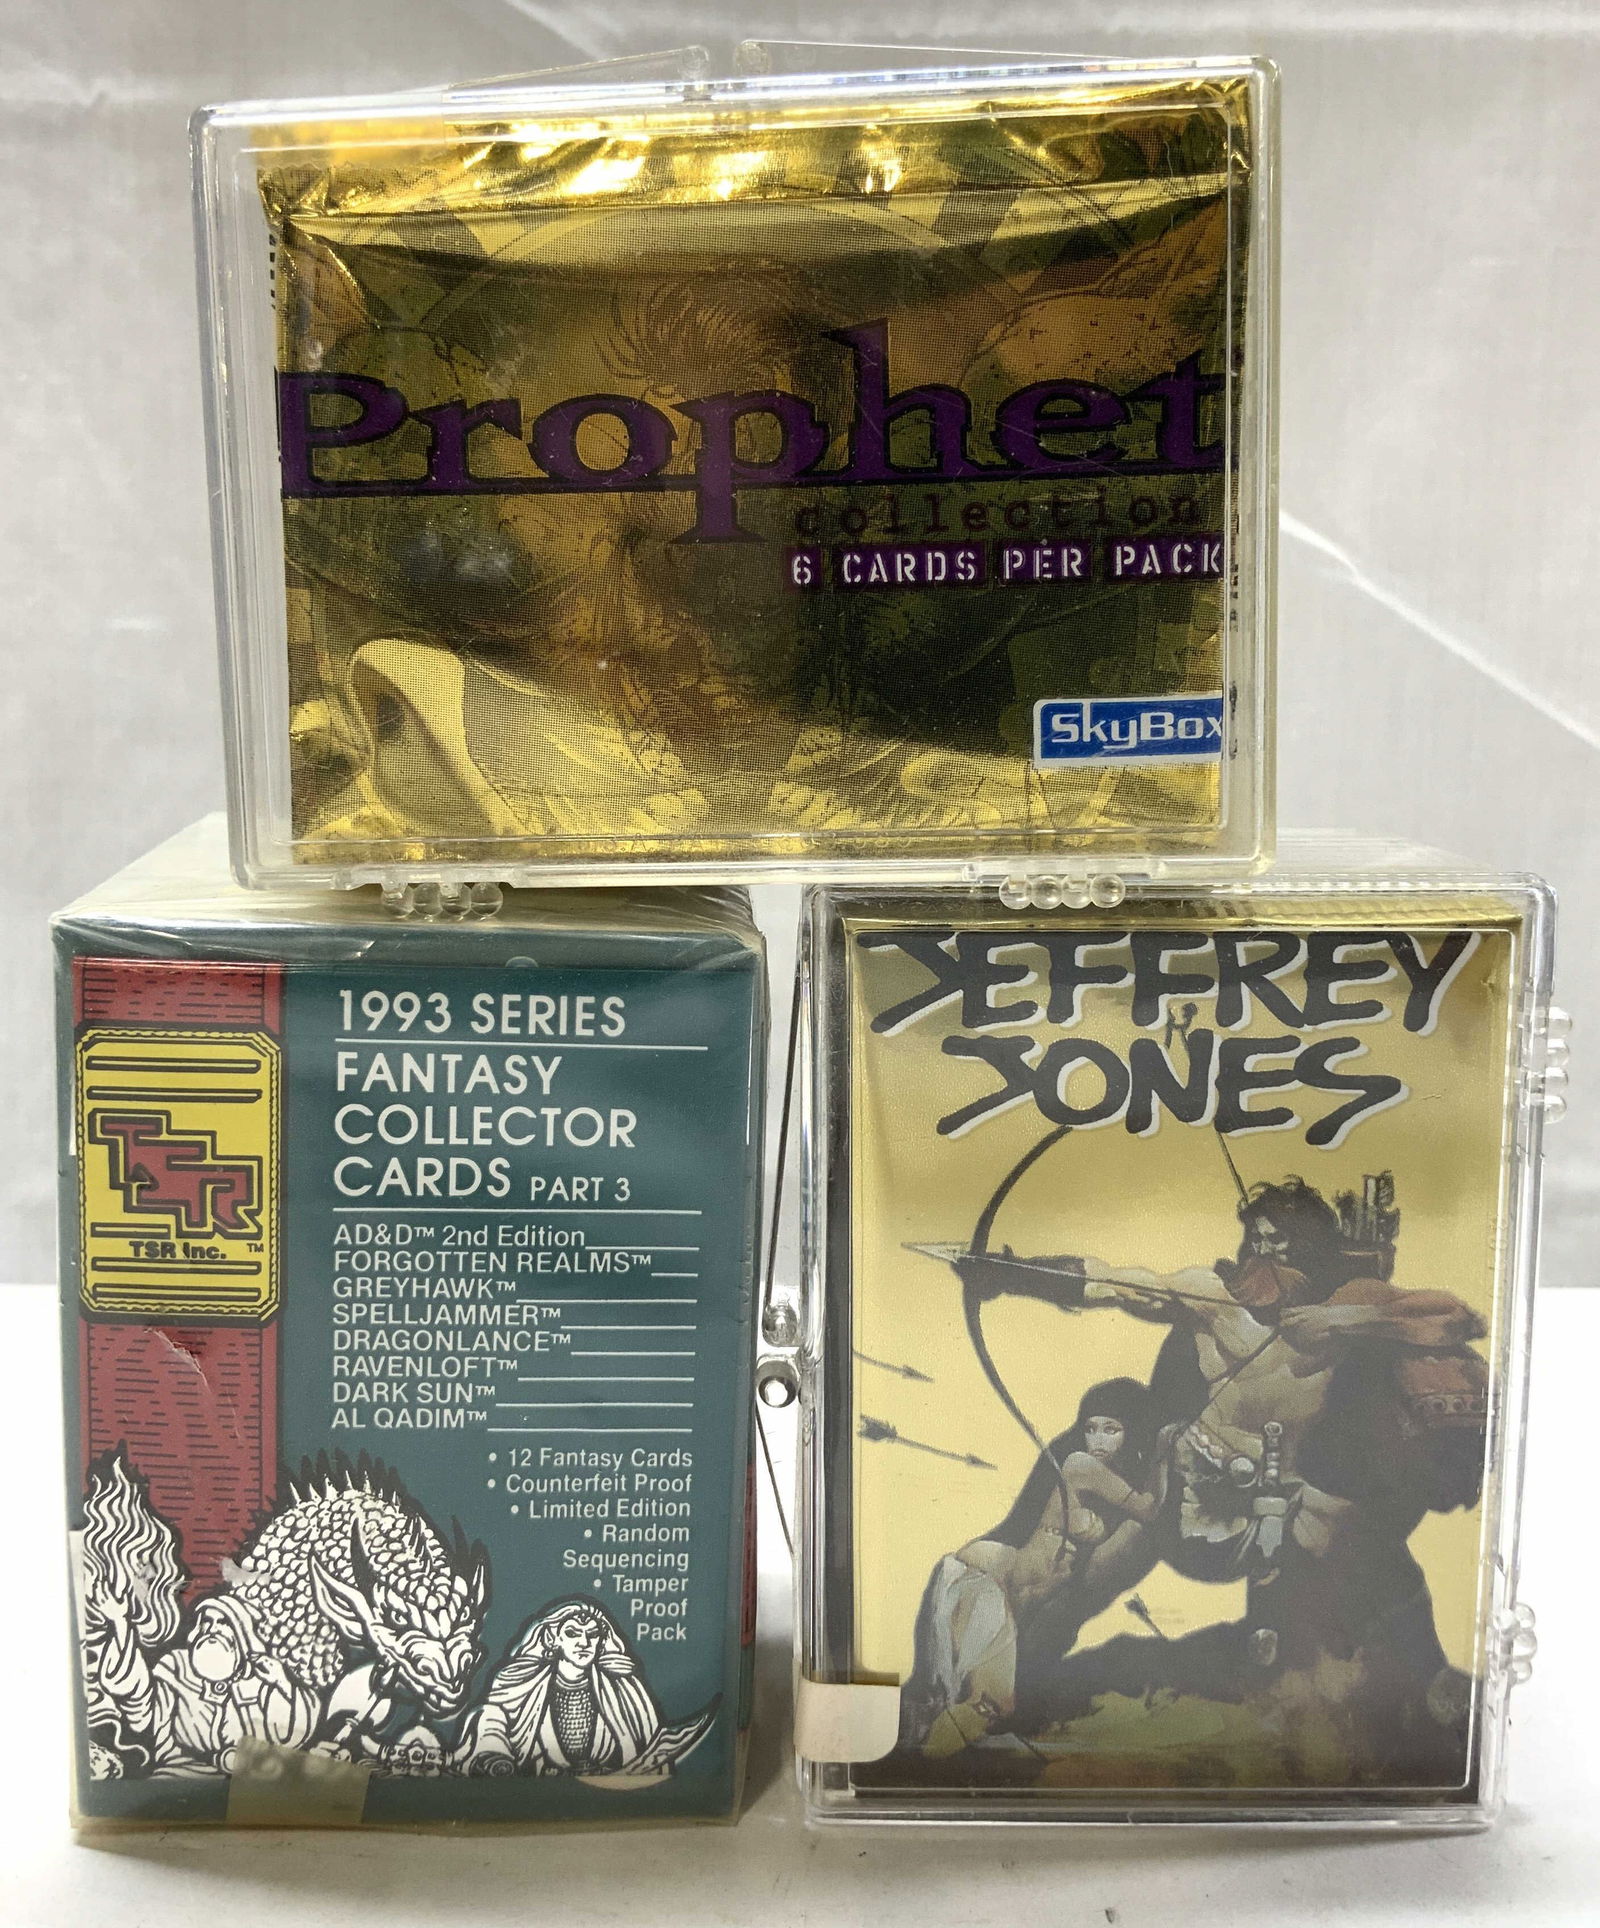 Prophet
collection
6 CARDS PER PACK
SkyBox
1993 SERIES
FANTASY
COLLECTOR
CARDS PART 3
TSR
TSR Inc. ™
AD&D™ 2nd Edition
FORGOTTEN REALMS™
GREYHAWK™
SPELLJAMMER™
DRAGONLANCE™
RAVENLOFT™
DARK SUN™
AL QADIM™
• 12 Fantasy Cards
• Counterfeit Proof
• Limited Edition
• Random
Sequencing
• Tamper
Proof
Pack
JEFFREY
JONES